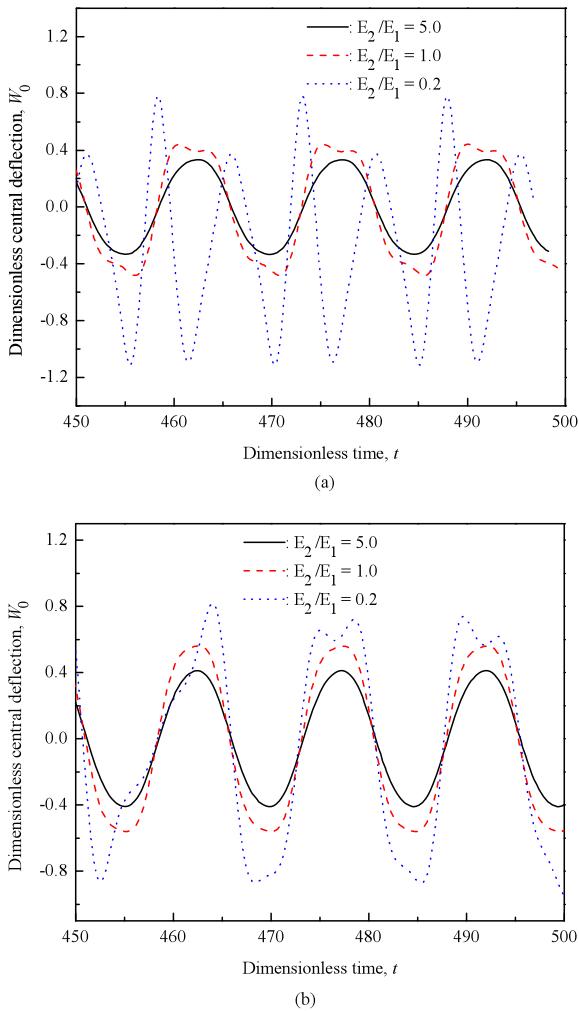 1.2
0.8
0.4
0.0
-0.4
-0.8
-1.2
Dimensionless central deflection, W0
: E2/E1 = 5.0
: E2/E1 = 1.0
: E2/E1 = 0.2
450 460 470 480 490 500
Dimensionless time, t
(a)
1.2
0.8
0.4
0.0
-0.4
-0.8
Dimensionless central deflection, W0
: E2/E1 = 5.0
: E2/E1 = 1.0
: E2/E1 = 0.2
450 460 470 480 490 500
Dimensionless time, t
(b)